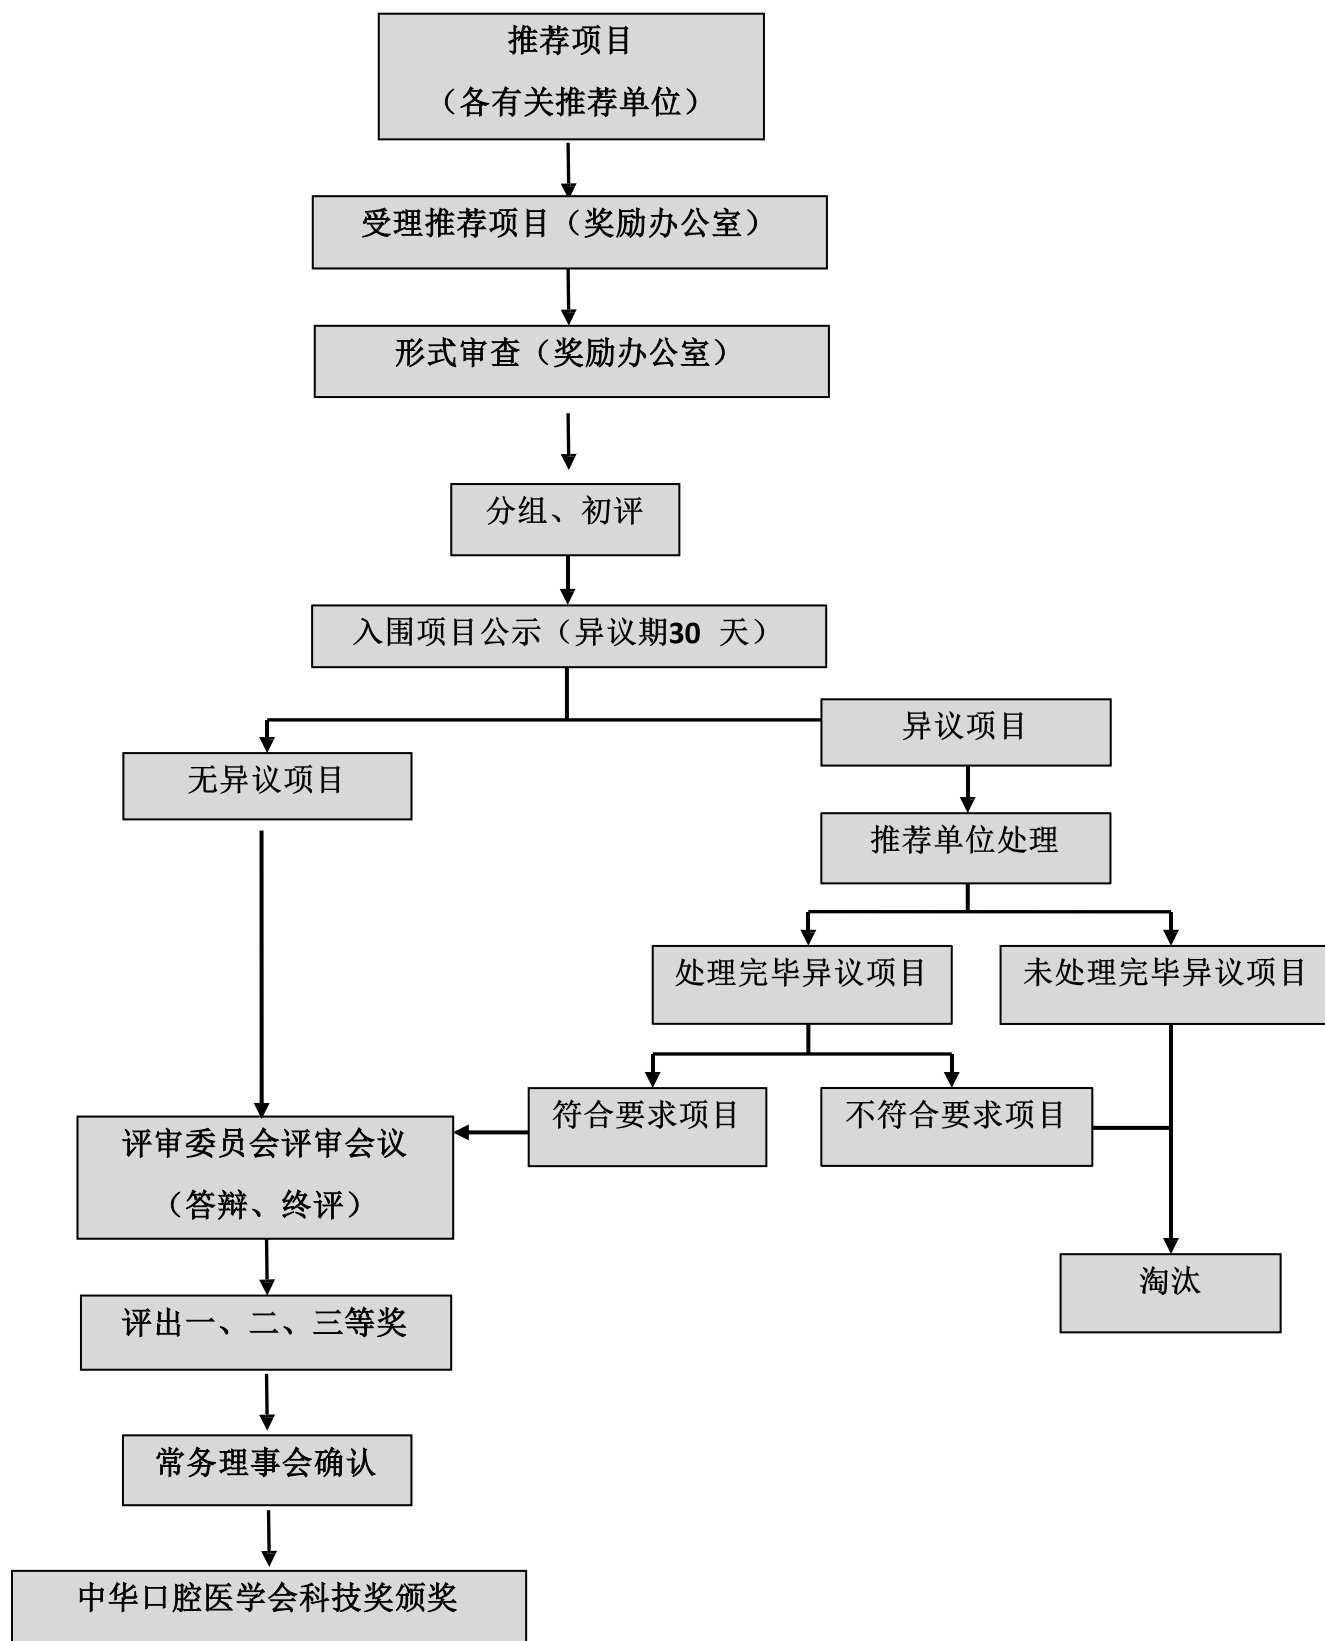 推荐项目
（各有关推荐单位）
受理推荐项目（奖励办公室）
形式审查（奖励办公室）
分组、初评
入围项目公示（异议期30 天）
异议项目
无异议项目
推荐单位处理
处理完毕异议项目
未处理完毕异议项目
符合要求项目
不符合要求项目
评审委员会评审会议
（答辩、终评）
淘汰
评出一、二、三等奖
常务理事会确认
中华口腔医学会科技奖颁奖